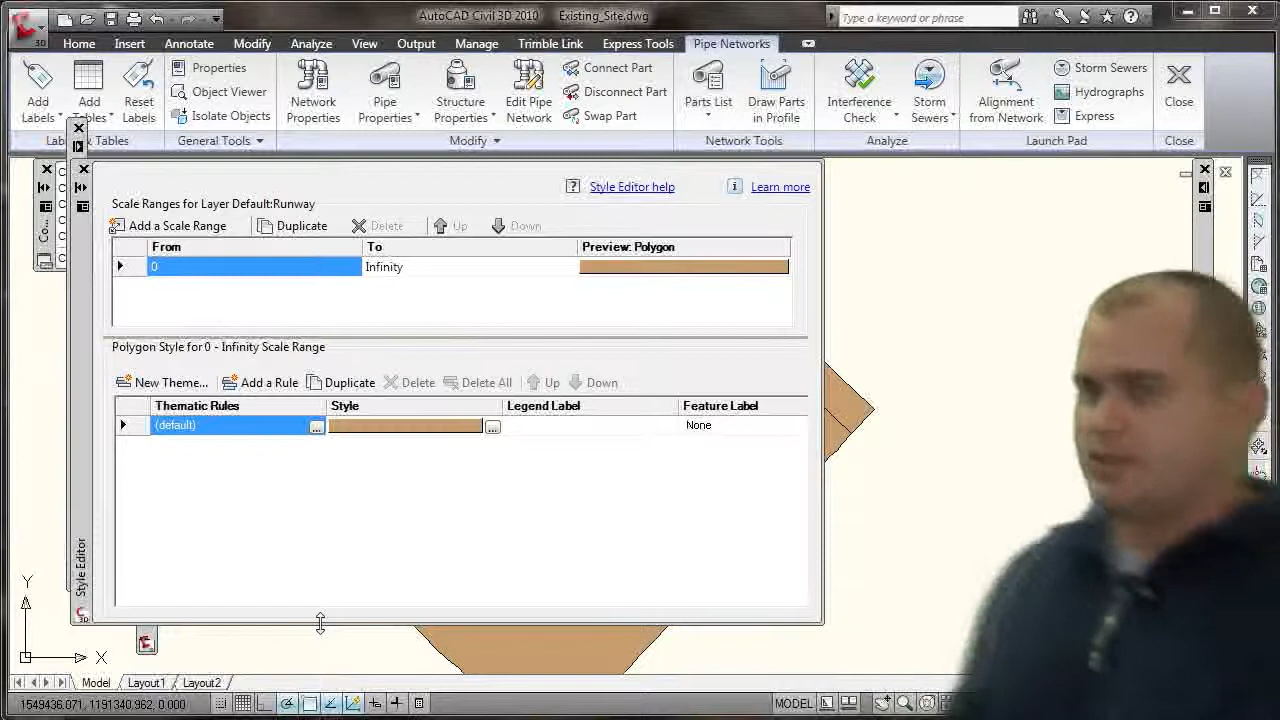 AutoCAD Civil 3D 2010 Existing_Site.dwg
Type a keyword or phrase
3D
Home Insert Annotate Modify Analyze View Output Manage Trimble Link Express Tools Pipe Networks
Add Labels
Add Tables
Reset Labels
Properties
Object Viewer
Isolate Objects
Network Properties
Pipe Properties
Structure Properties
Edit Pipe Network
Connect Part
Disconnect Part
Swap Part
Parts List
Draw Parts in Profile
Interference Check
Storm Sewers
Alignment from Network
Storm Sewers
Hydrographs
Express
Close
& Tables General Tools Modify Network Tools Analyze Launch Pad Close
Style Editor help Learn more
Scale Ranges for Layer Default:Runway
Add a Scale Range Duplicate Delete Up Down
From To Preview: Polygon
0 Infinity
Polygon Style for 0 - Infinity Scale Range
New Theme... Add a Rule Duplicate Delete Delete All Up Down
Thematic Rules Style Legend Label Feature Label
(default) ... ... None
Co...
Style Editor
Y
X
Model Layout1 Layout2
1549436.071, 1191340.962, 0.000
MODEL